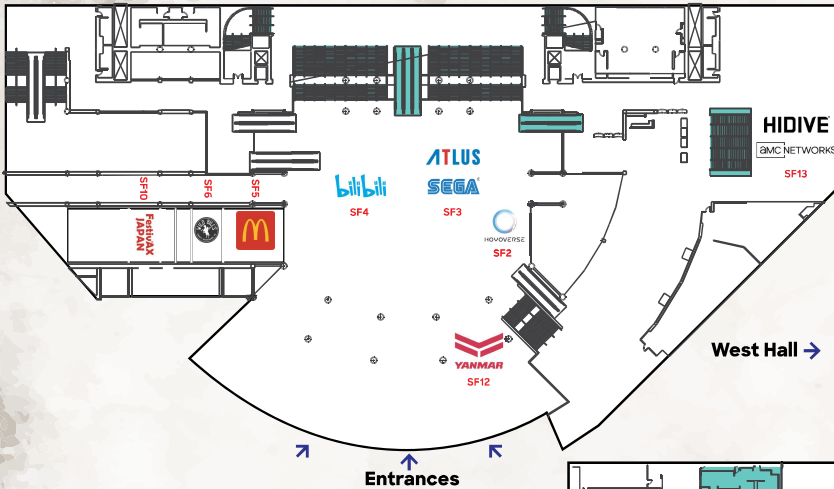 HIDIVE
amc NETWORKS
SF13
ATLUS
SEGA
SF3
bilibili
SF4
SF10
SF6
SF5
FestivAX
JAPAN
HOYOVERSE
SF2
YANMAR
SF12
West Hall
Entrances